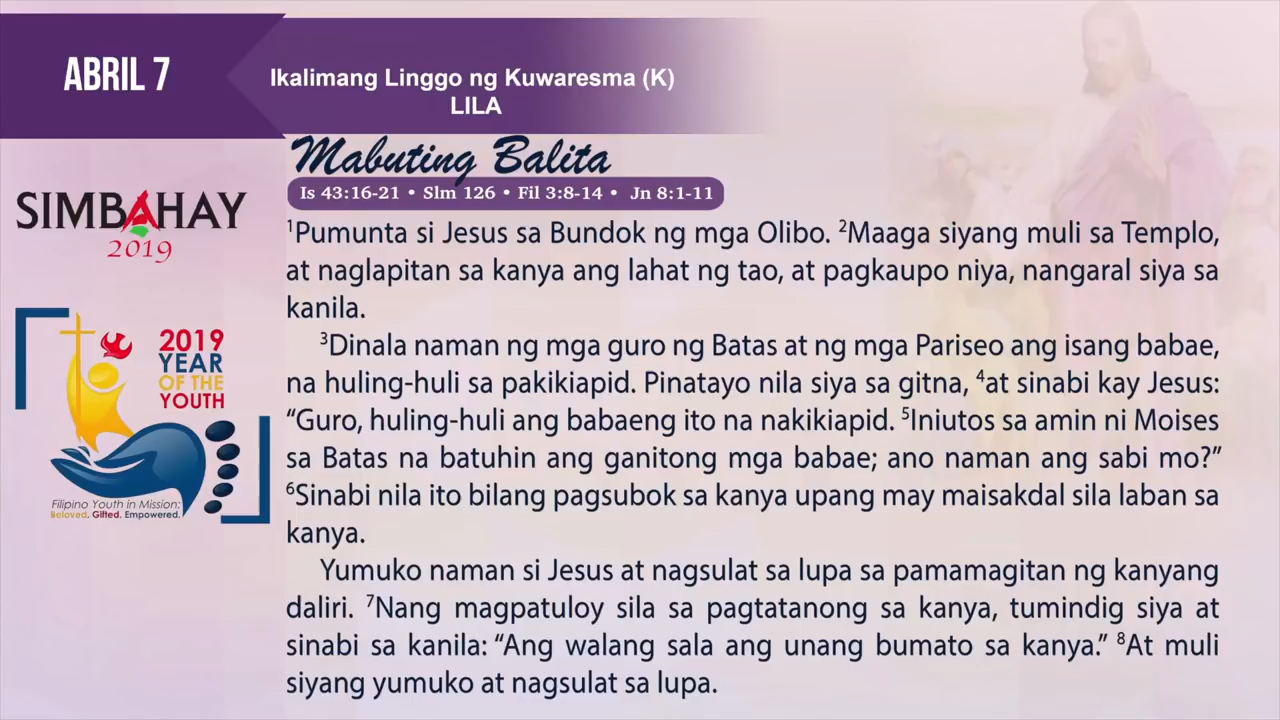 ABRIL 7
Ikalimang Linggo ng Kuwaresma (K)
LILA
Mabuting Balita
Is 43:16-21 • Slm 126 • Fil 3:8-14 • Jn 8:1-11
SIMBAHAY
2019
2019
YEAR
OF THE
YOUTH
Filipino Youth in Mission:
Beloved. Gifted. Empowered.
¹Pumunta si Jesus sa Bundok ng mga Olibo. ²Maaga siyang muli sa Templo,
at naglapitan sa kanya ang lahat ng tao, at pagkaupo niya, nangaral siya sa
kanila.
³Dinala naman ng mga guro ng Batas at ng mga Pariseo ang isang babae,
na huling-huli sa pakikiapid. Pinatayo nila siya sa gitna, ⁴at sinabi kay Jesus:
“Guro, huling-huli ang babaeng ito na nakikiapid. ⁵Iniutos sa amin ni Moises
sa Batas na batuhin ang ganitong mga babae; ano naman ang sabi mo?”
⁶Sinabi nila ito bilang pagsubok sa kanya upang may maisakdal sila laban sa
kanya.
Yumuko naman si Jesus at nagsulat sa lupa sa pamamagitan ng kanyang
daliri. ⁷Nang magpatuloy sila sa pagtatanong sa kanya, tumindig siya at
sinabi sa kanila: “Ang walang sala ang unang bumato sa kanya.” ⁸At muli
siyang yumuko at nagsulat sa lupa.